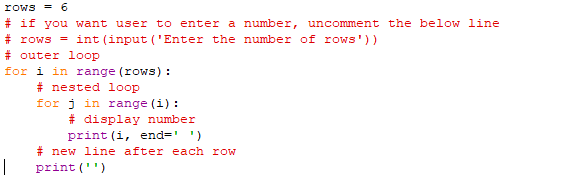 rows = 6
# if you want user to enter a number, uncomment the below line
# rows = int(input('Enter the number of rows'))
# outer loop
for i in range(rows):
    # nested loop
    for j in range(i):
        # display number
        print(i, end=' ')
    # new line after each row
    print('')